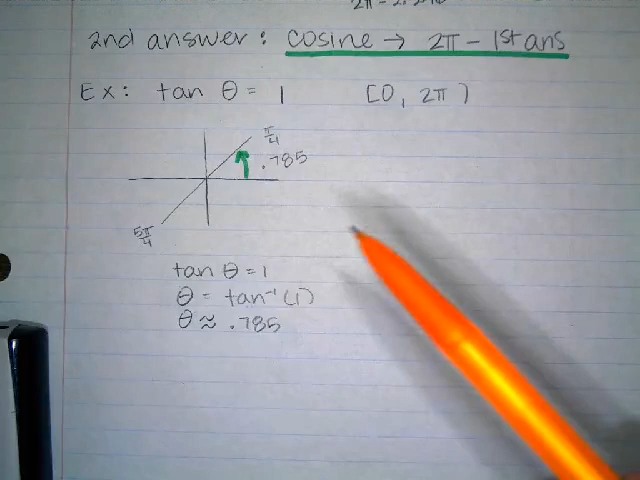 2nd answer: cosine → 2π - 1st ans
Ex: tan θ = 1 [0, 2π)
π/4
.785
5π/4
tan θ = 1
θ = tan⁻¹(1)
θ ≈ .785